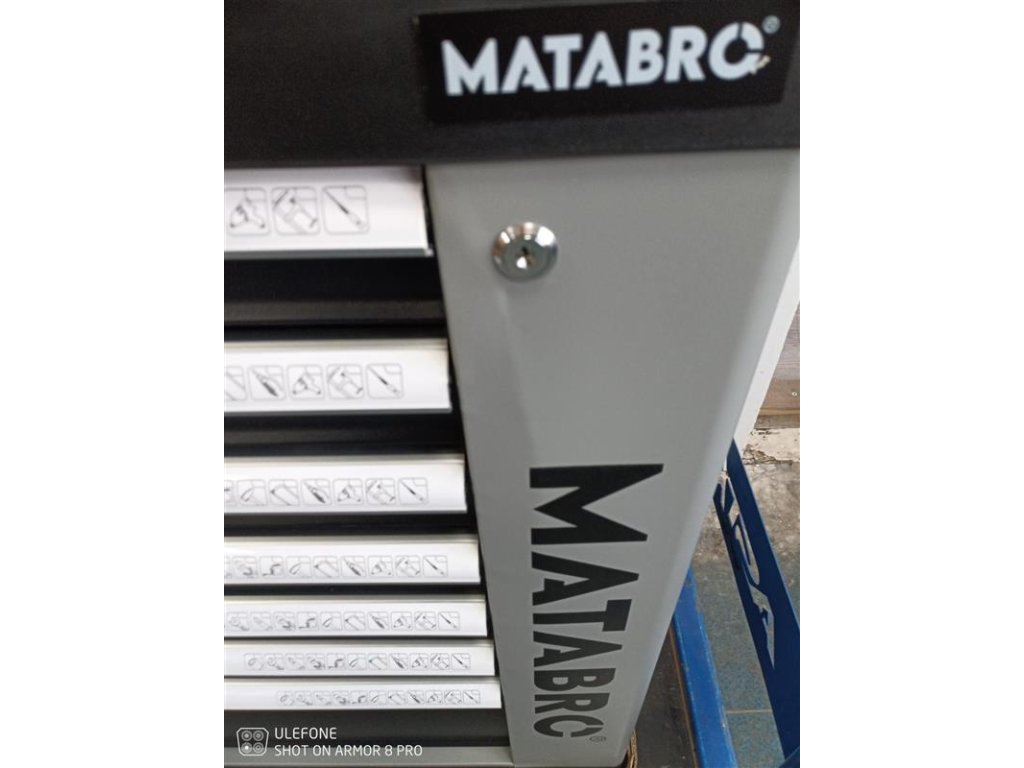 MATABRO®
MATABRO®
ULEFONE
SHOT ON ARMOR 8 PRO